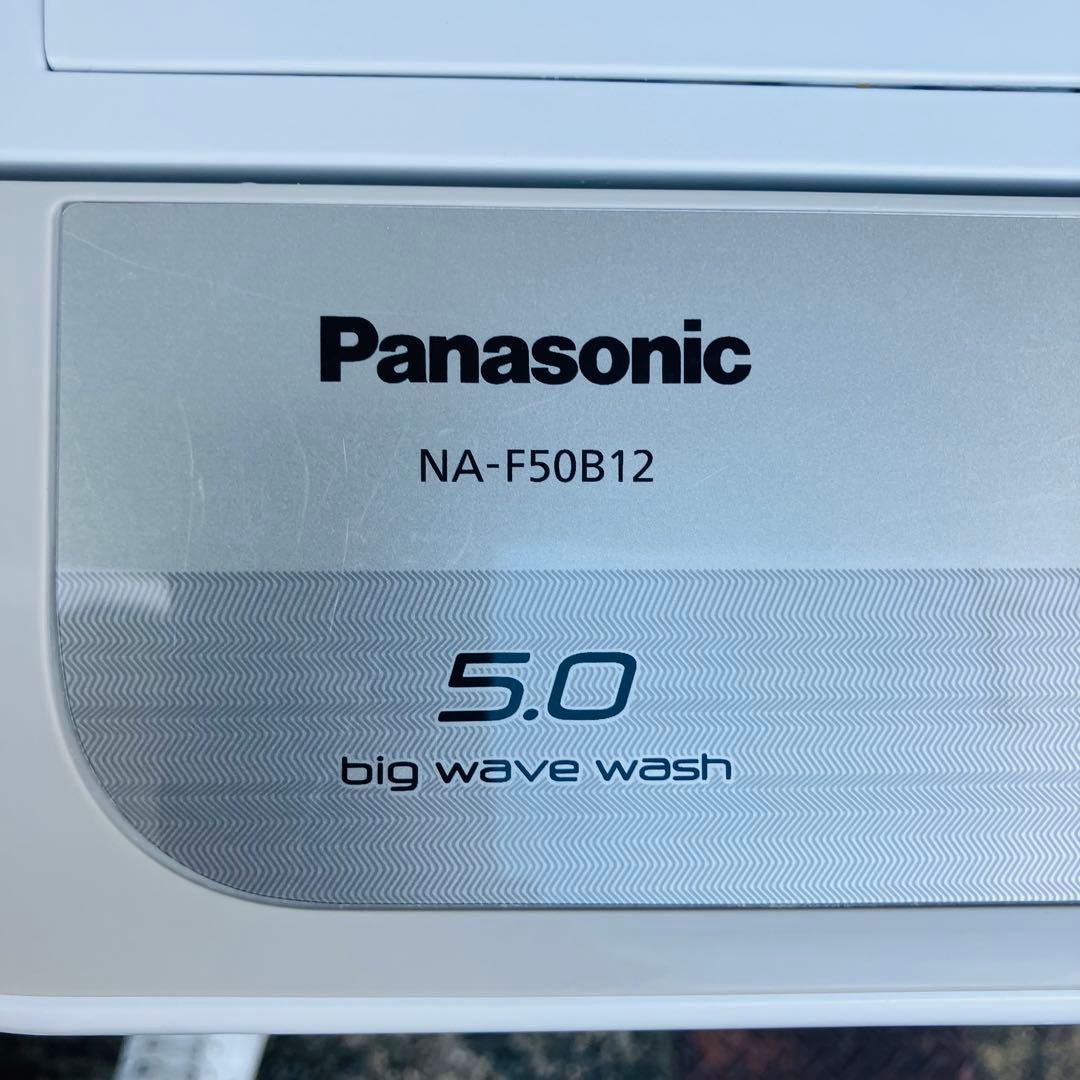 Panasonic
NA-F50B12
5.0
big wave wash